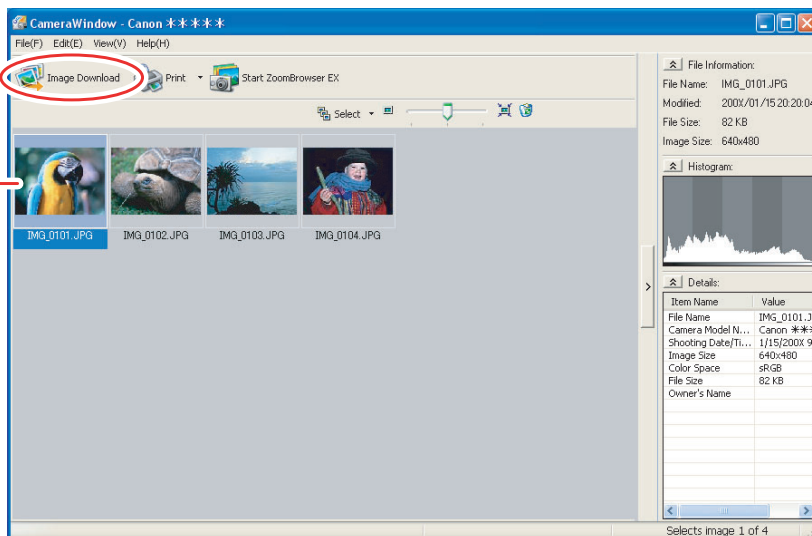 CameraWindow - Canon ＊＊＊＊＊
File(F) Edit(E) View(V) Help(H)
Image Download Print Start ZoomBrowser EX
Select
IMG_0101.JPG IMG_0102.JPG IMG_0103.JPG IMG_0104.JPG
File Information:
File Name: IMG_0101.JPG
Modified: 200X/01/15 20:20:04
File Size: 82 KB
Image Size: 640x480
Histogram:
Details:
Item Name Value
File Name IMG_0101.J
Camera Model N... Canon ＊＊＊
Shooting Date/Ti... 1/15/200X 9
Image Size 640x480
Color Space sRGB
File Size 82 KB
Owner's Name
Selects image 1 of 4